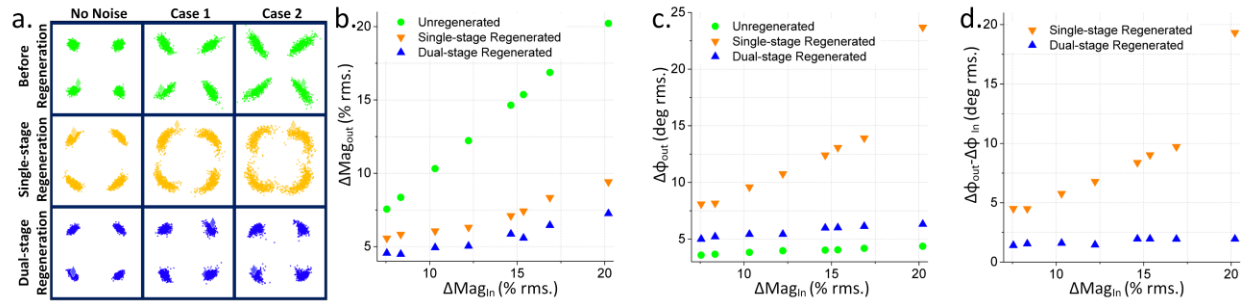 a.
No Noise
Case 1
Case 2
Before
Regeneration
Single-stage
Regeneration
Dual-stage
Regeneration
b.
Unregenerated
Single-stage Regenerated
Dual-stage Regenerated
ΔMag_out (% rms.)
20
15
10
5
10
15
20
ΔMag_In (% rms.)
c.
Unregenerated
Single-stage Regenerated
Dual-stage Regenerated
Δϕ_out (deg rms.)
25
20
15
10
5
10
15
20
ΔMag_In (% rms.)
d.
Single-stage Regenerated
Dual-stage Regenerated
Δϕ_out-Δϕ_In (deg rms.)
20
15
10
5
0
-5
10
15
20
ΔMag_In (% rms.)